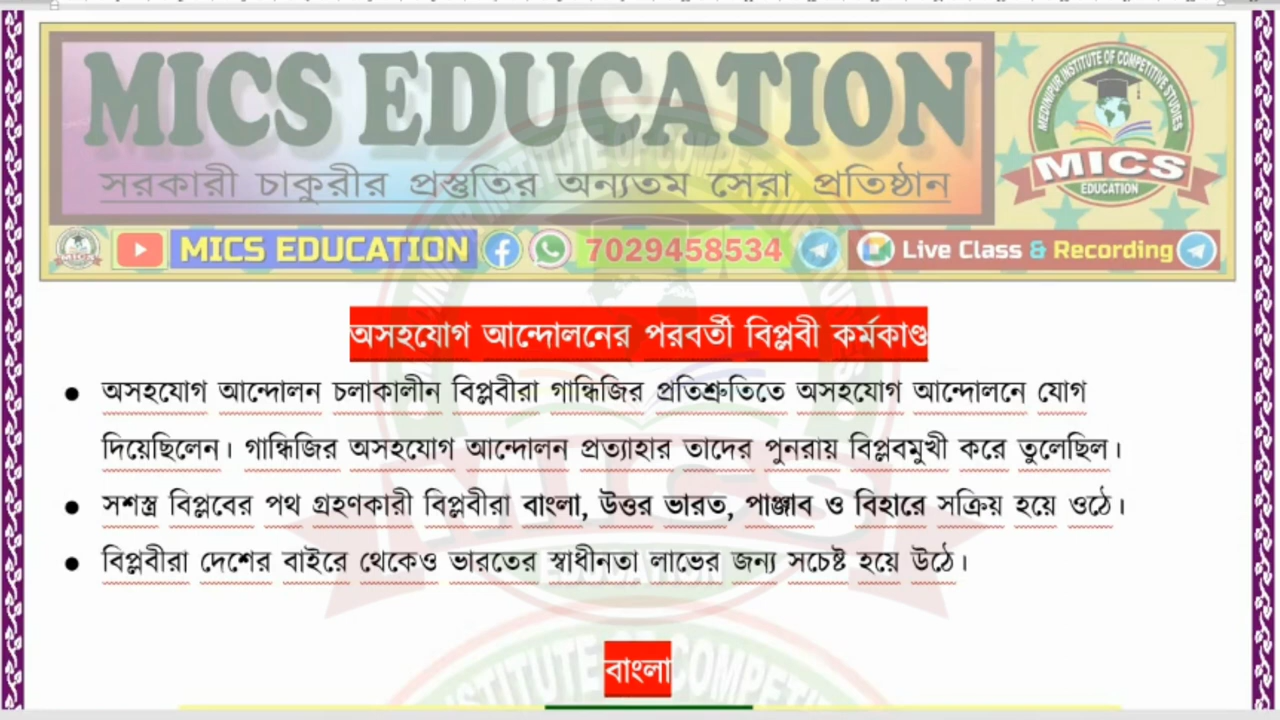 MICS EDUCATION
সরকারী চাকুরীর প্রস্তুতির অন্যতম সেরা প্রতিষ্ঠান
MEDINIPUR INSTITUTE OF COMPETITIVE STUDIES
MICS
EDUCATION
MICS EDUCATION 7029458534 Live Class & Recording
অসহযোগ আন্দোলনের পরবর্তী বিপ্লবী কর্মকাণ্ড
● অসহযোগ আন্দোলন চলাকালীন বিপ্লবীরা গান্ধিজির প্রতিশ্রুতিতে অসহযোগ আন্দোলনে যোগ
দিয়েছিলেন। গান্ধিজির অসহযোগ আন্দোলন প্রত্যাহার তাদের পুনরায় বিপ্লবমুখী করে তুলেছিল।
● সশস্ত্র বিপ্লবের পথ গ্রহণকারী বিপ্লবীরা বাংলা, উত্তর ভারত, পাঞ্জাব ও বিহারে সক্রিয় হয়ে ওঠে।
● বিপ্লবীরা দেশের বাইরে থেকেও ভারতের স্বাধীনতা লাভের জন্য সচেষ্ট হয়ে উঠে।
বাংলা